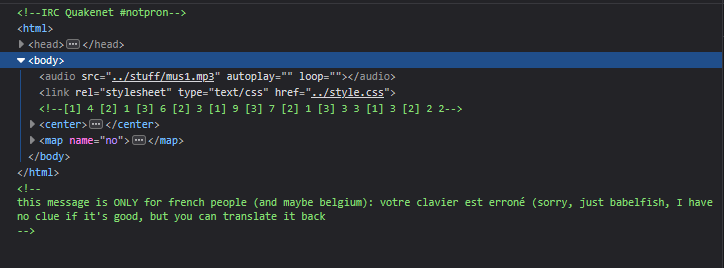 <!--IRC Quakenet #notpron-->
<html>
<head>…</head>
<body>
<audio src="../stuff/mus1.mp3" autoplay="" loop=""></audio>
<link rel="stylesheet" type="text/css" href="../style.css">
<!--[1] 4 [2] 1 [3] 6 [2] 3 [1] 9 [3] 7 [2] 1 [3] 3 3 [1] 3 [2] 2 2-->
<center>…</center>
<map name="no">…</map>
</body>
</html>
<!--
this message is ONLY for french people (and maybe belgium): votre clavier est erroné (sorry, just babelfish, I have
no clue if it's good, but you can translate it back
-->